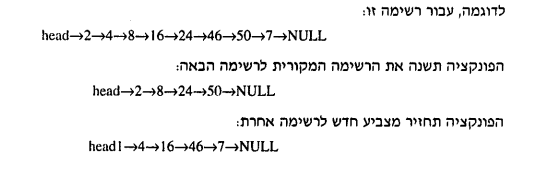 לדוגמה, עבור רשימה זו:
head→2→4→8→16→24→46→50→7→NULL
הפונקציה תשנה את הרשימה המקורית לרשימה הבאה:
head→2→8→24→50→NULL
הפונקציה תחזיר מצביע חדש לרשימה אחרת:
head1→4→16→46→7→NULL